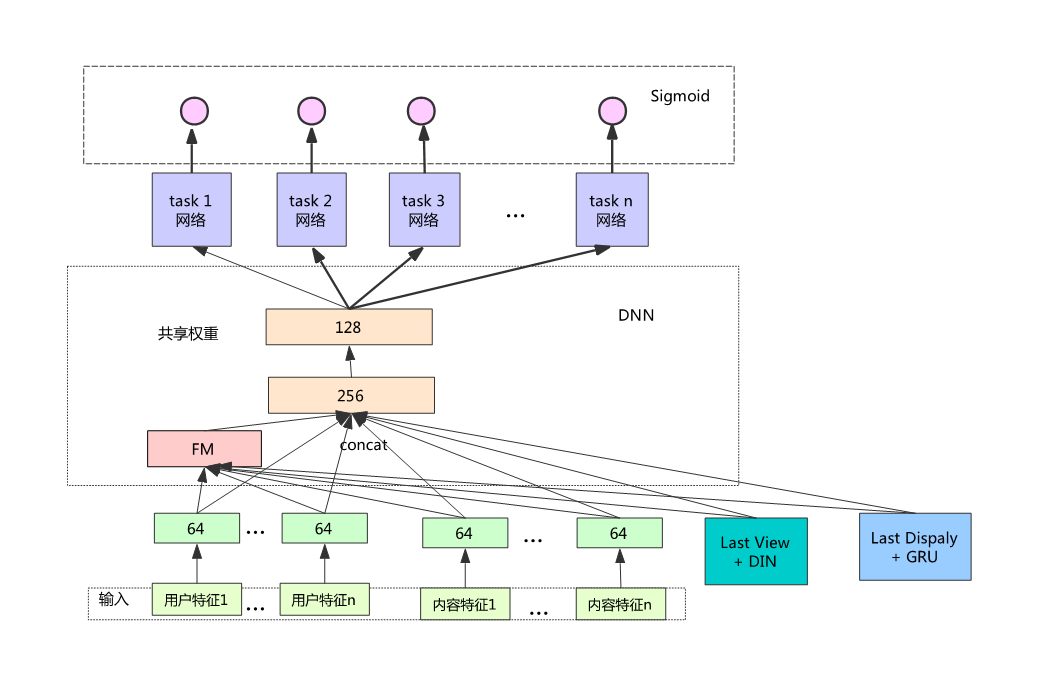 Sigmoid
task 1
网络
task 2
网络
task 3
网络
...
task n
网络
DNN
共享权重
128
256
FM
concat
64
...
64
64
...
64
Last View
+ DIN
Last Dispaly
+ GRU
输入
用户特征1
...
用户特征n
内容特征1
...
内容特征n